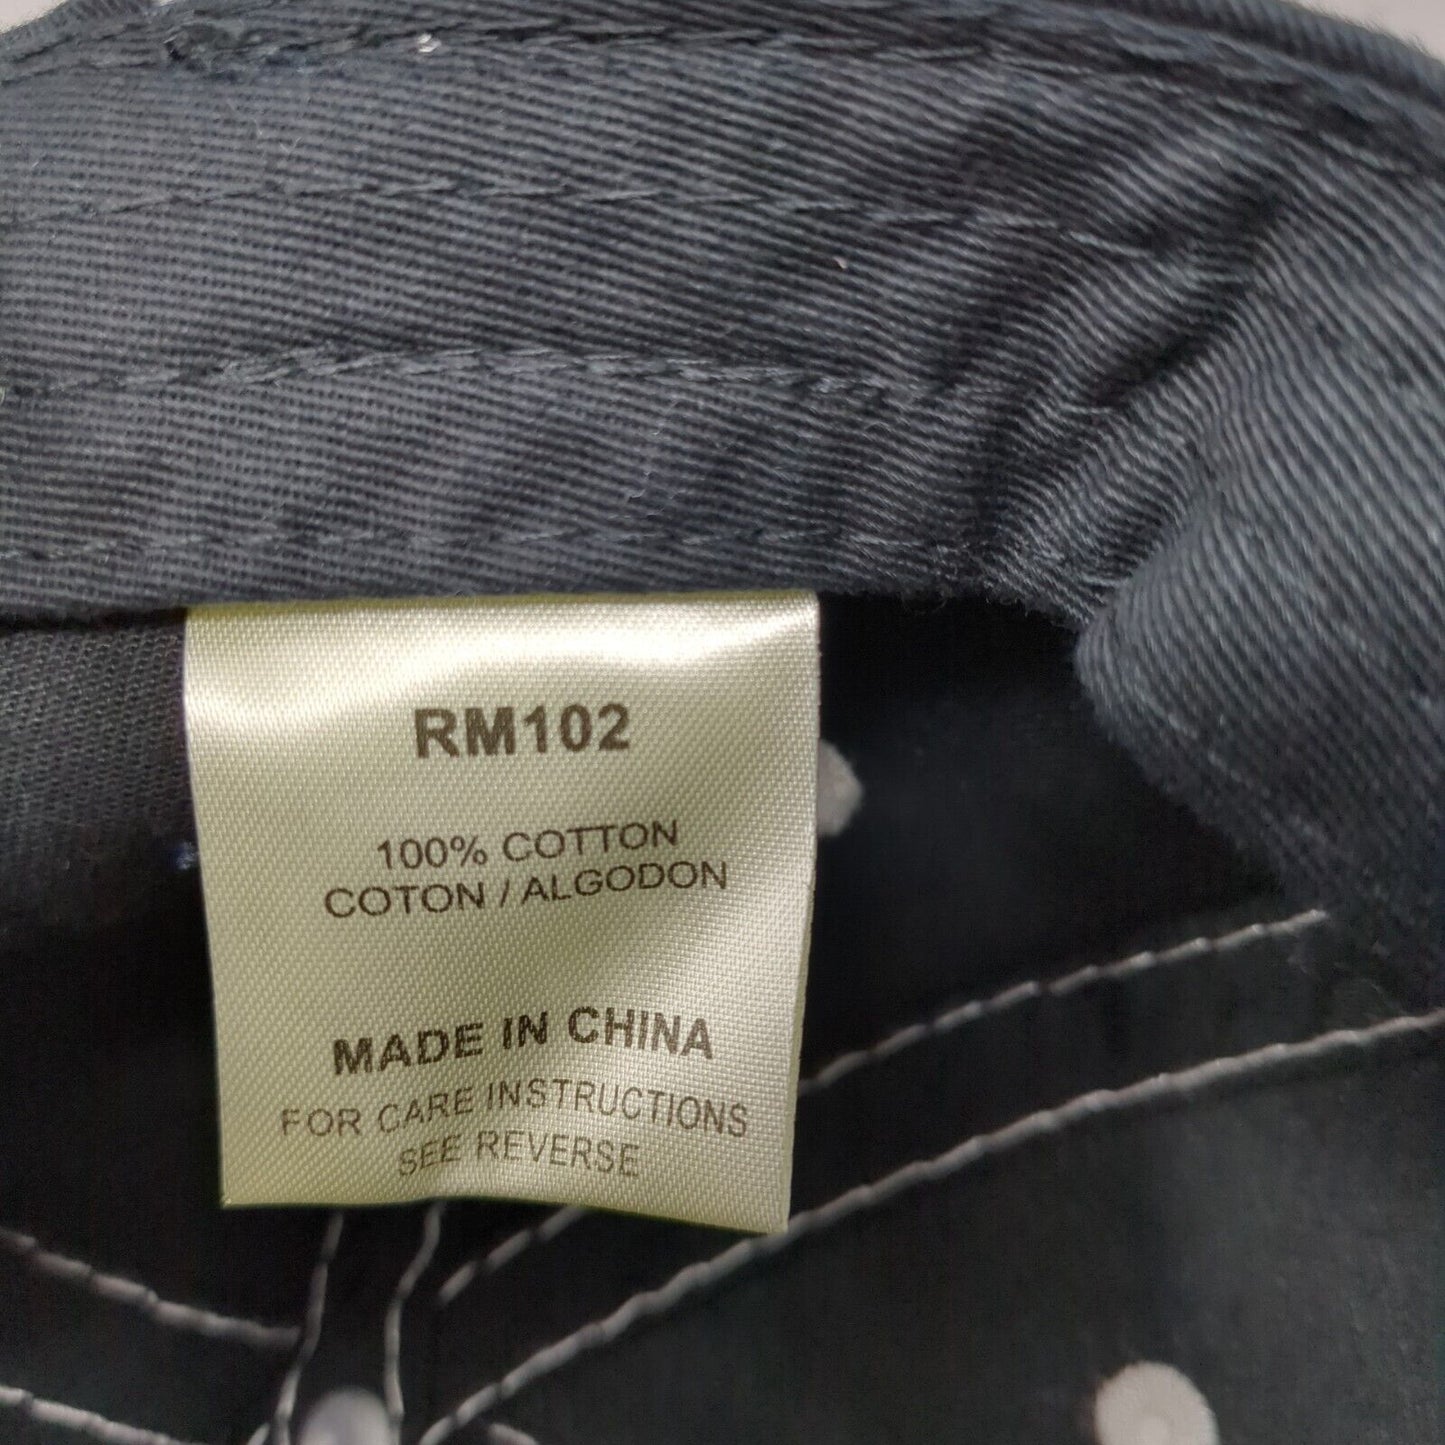 RM102
100% COTTON
COTON / ALGODON
MADE IN CHINA
FOR CARE INSTRUCTIONS
SEE REVERSE